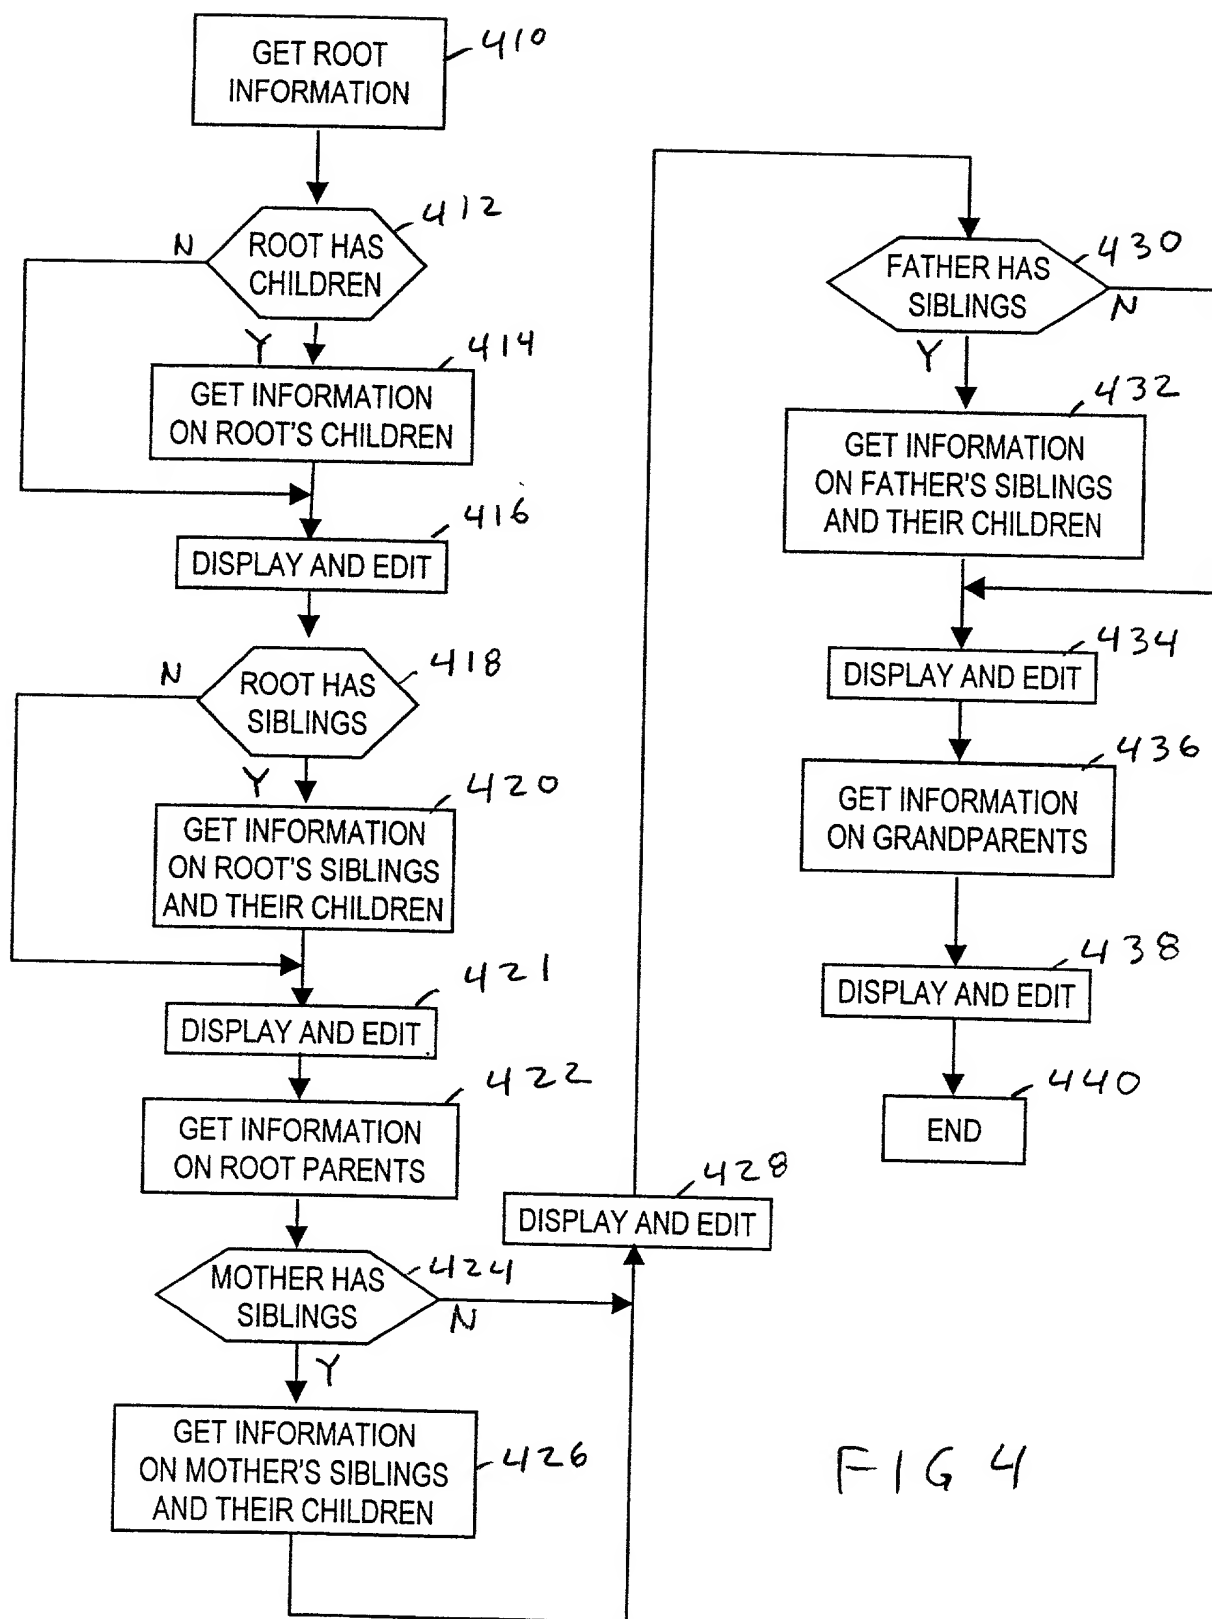 GET ROOT
INFORMATION
410
ROOT HAS
CHILDREN
412
N
Y
GET INFORMATION
ON ROOT'S CHILDREN
414
DISPLAY AND EDIT
416
ROOT HAS
SIBLINGS
418
N
Y
GET INFORMATION
ON ROOT'S SIBLINGS
AND THEIR CHILDREN
420
DISPLAY AND EDIT
421
GET INFORMATION
ON ROOT PARENTS
422
MOTHER HAS
SIBLINGS
424
N
Y
GET INFORMATION
ON MOTHER'S SIBLINGS
AND THEIR CHILDREN
426
DISPLAY AND EDIT
428
FATHER HAS
SIBLINGS
430
N
Y
GET INFORMATION
ON FATHER'S SIBLINGS
AND THEIR CHILDREN
432
DISPLAY AND EDIT
434
GET INFORMATION
ON GRANDPARENTS
436
DISPLAY AND EDIT
438
END
440
FIG 4